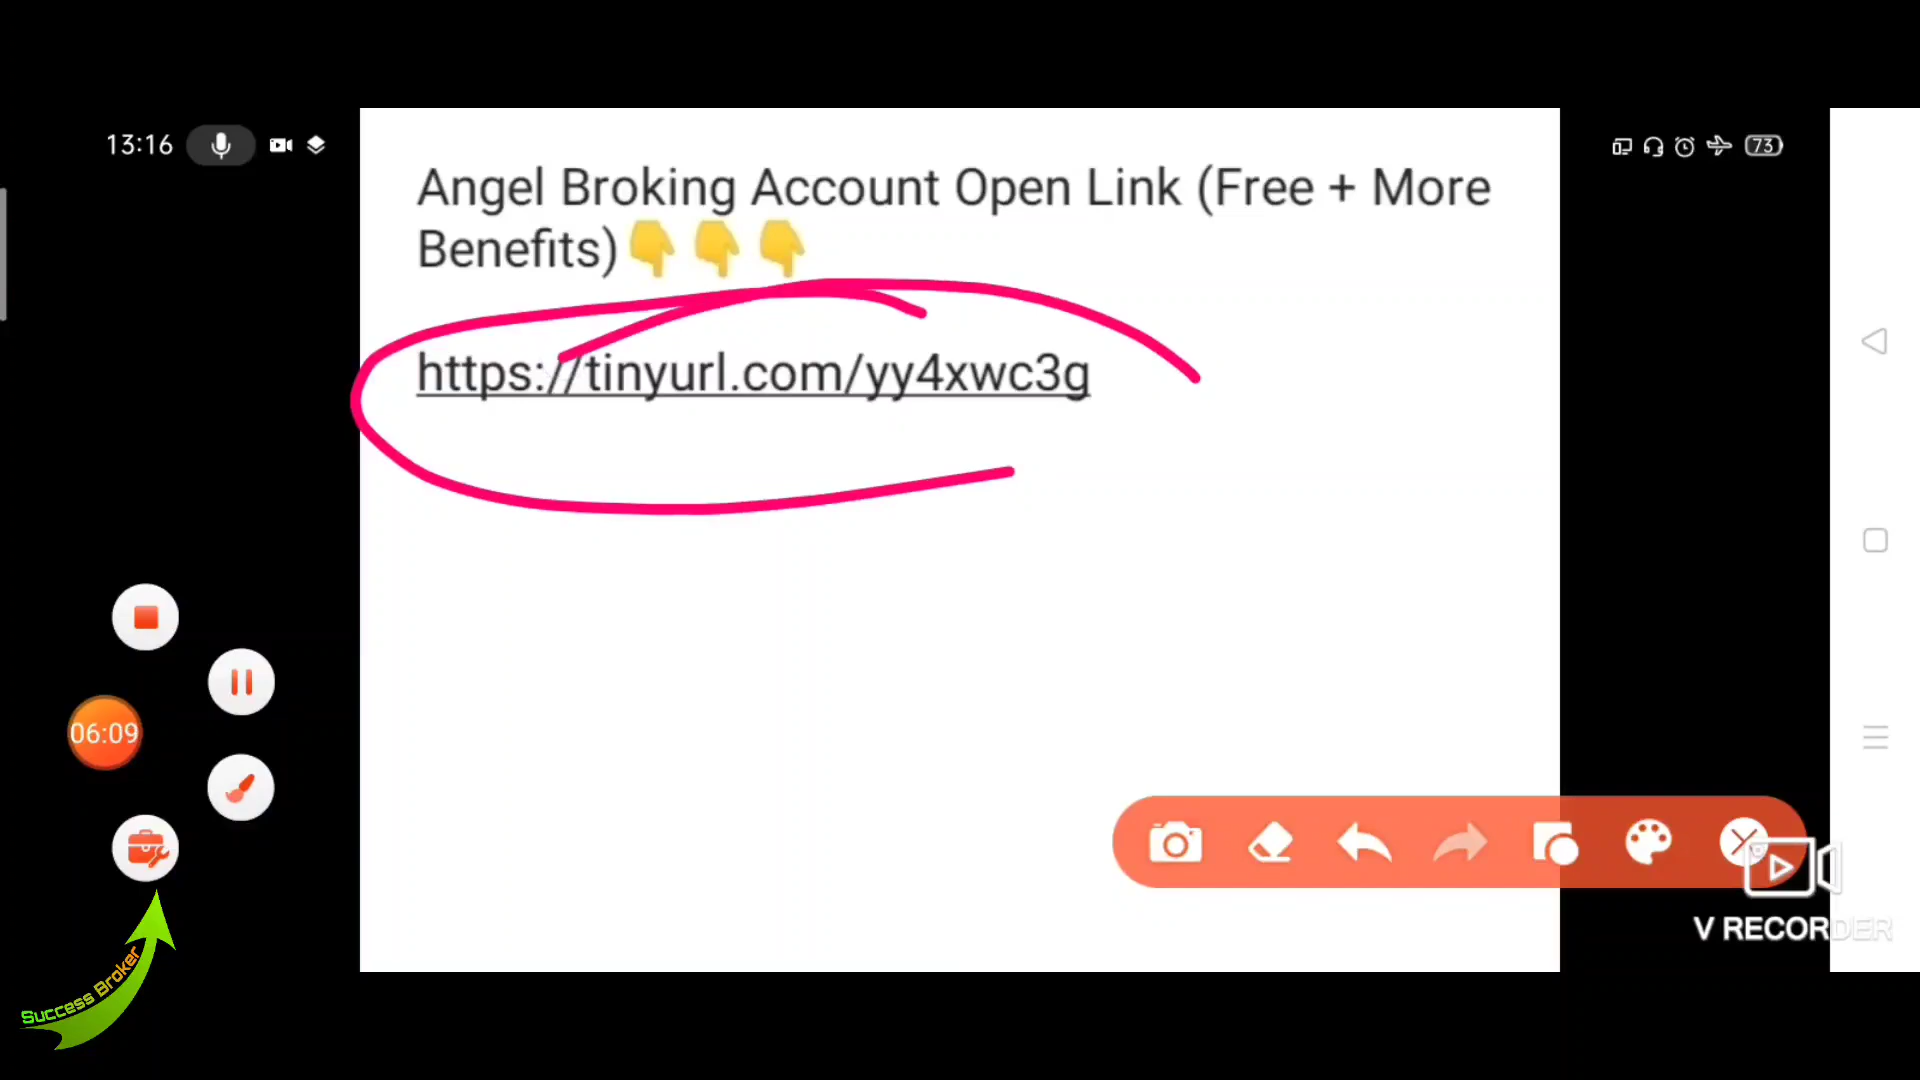 13:16
73
Angel Broking Account Open Link (Free + More
Benefits)👇👇👇
https://tinyurl.com/yy4xwc3g
06:09
V RECORDER
Success Broker